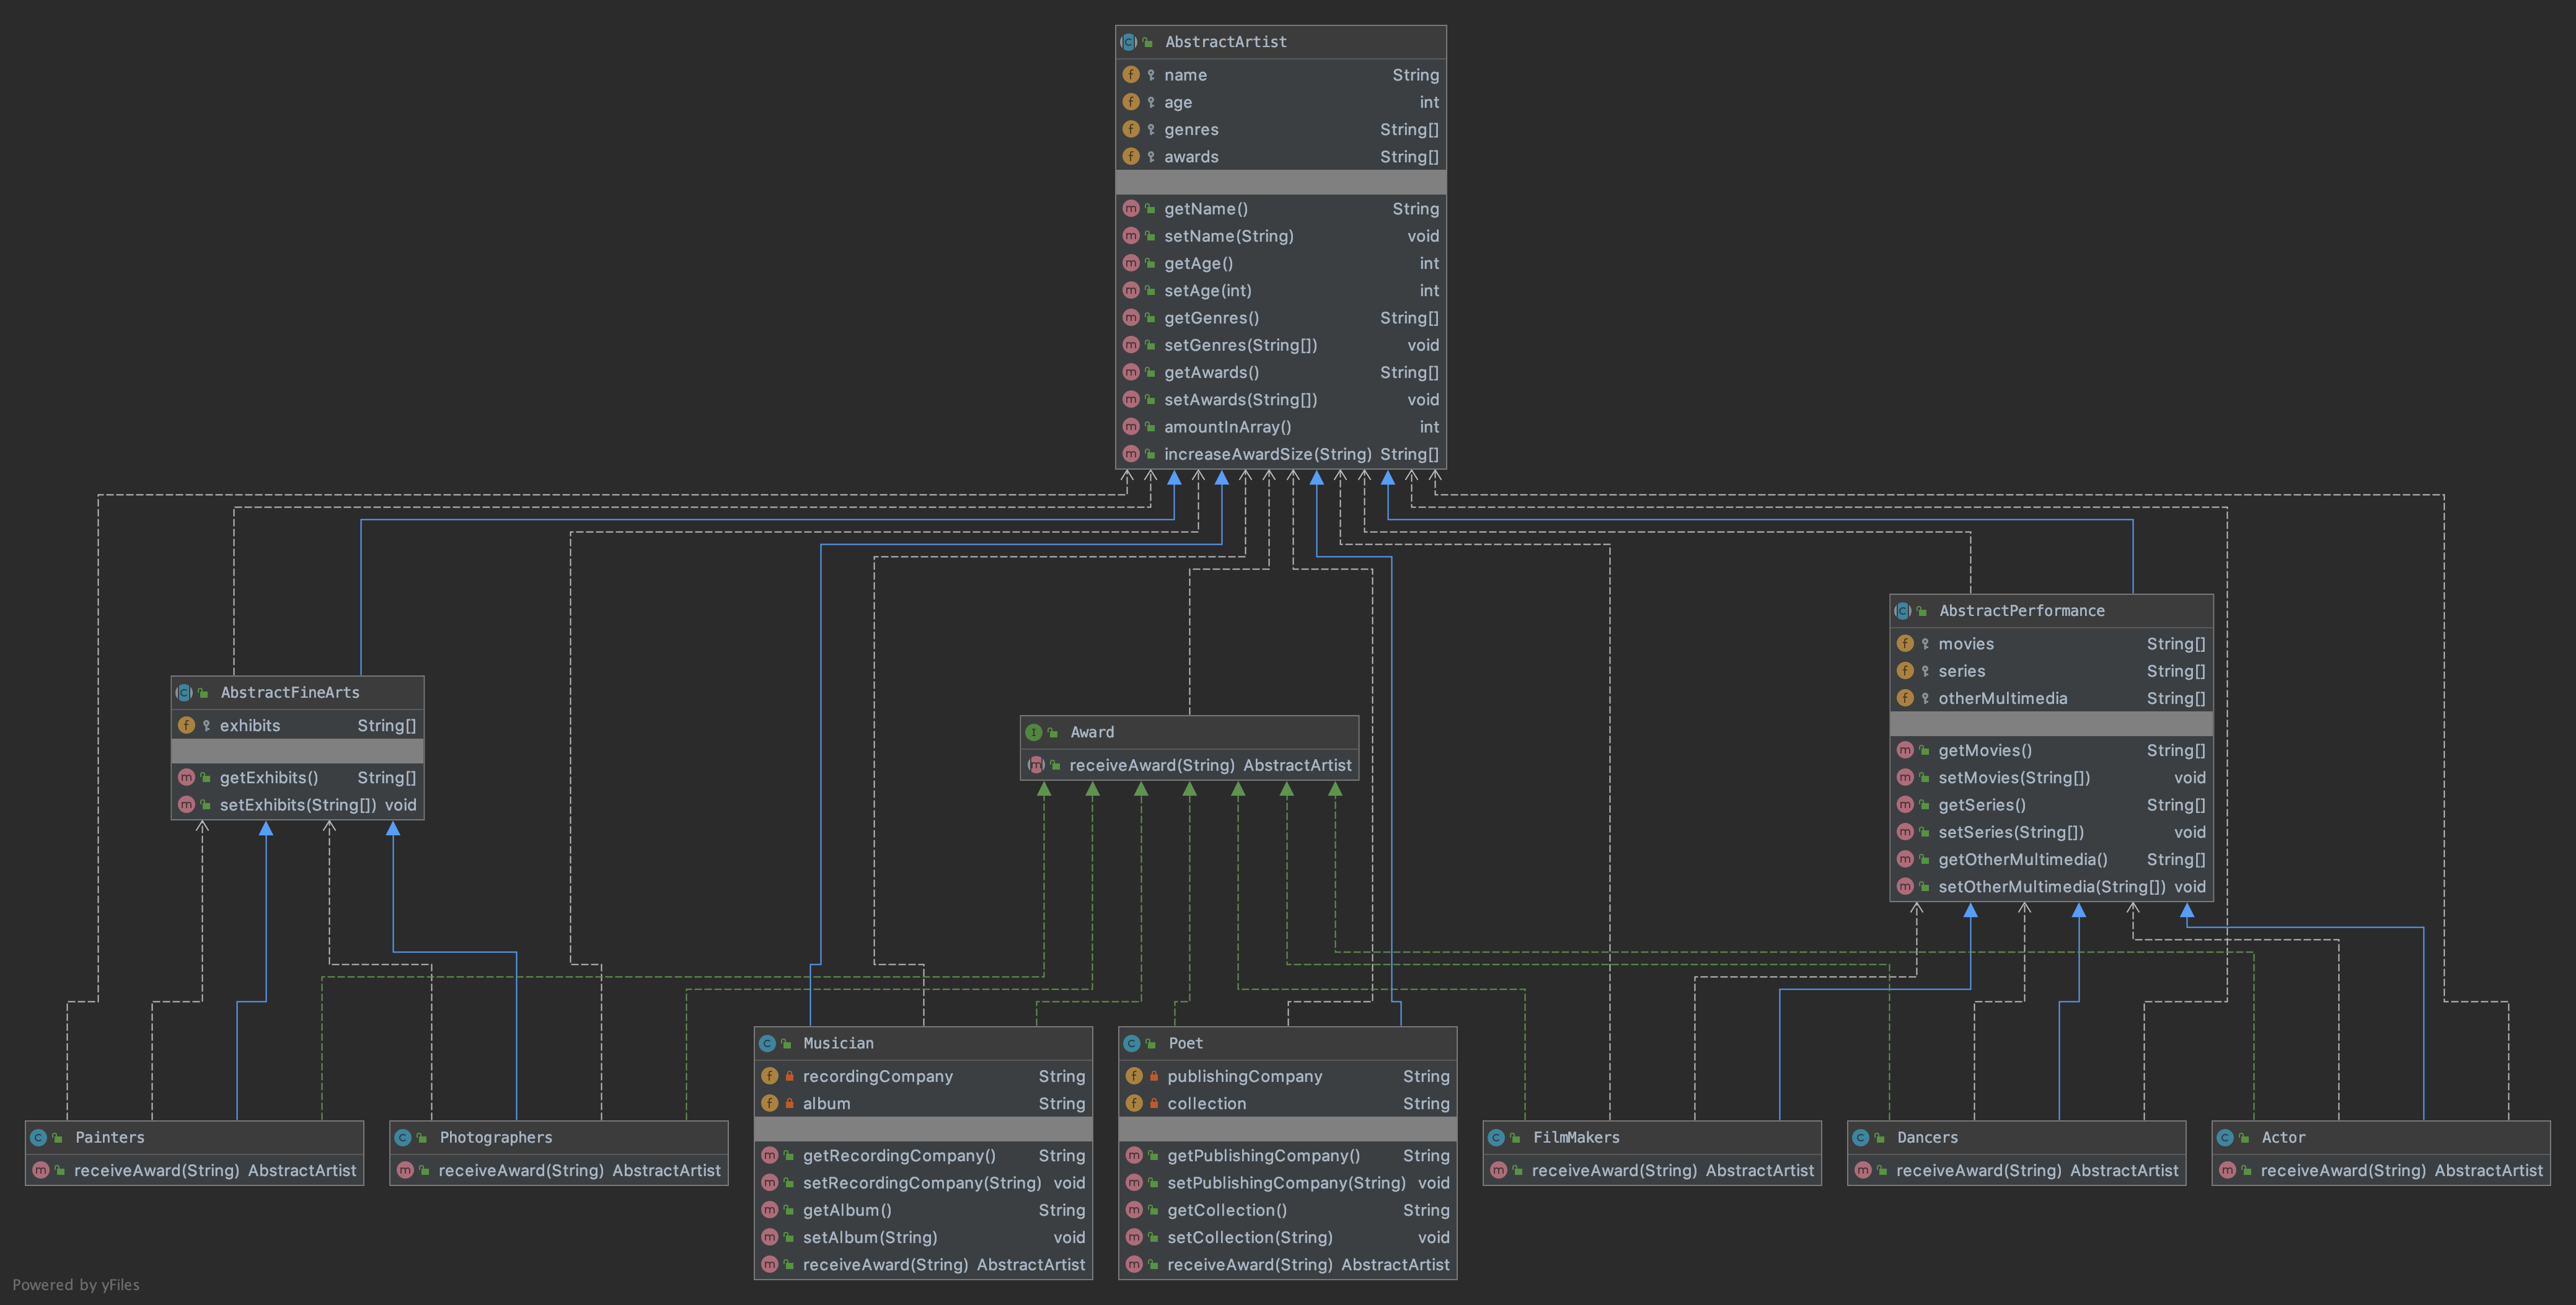 AbstractArtist
name String
age int
genres String[]
awards String[]
getName() String
setName(String) void
getAge() int
setAge(int) int
getGenres() String[]
setGenres(String[]) void
getAwards() String[]
setAwards(String[]) void
amountInArray() int
increaseAwardSize(String) String[]
AbstractPerformance
movies String[]
series String[]
otherMultimedia String[]
getMovies() String[]
setMovies(String[]) void
getSeries() String[]
setSeries(String[]) void
getOtherMultimedia() String[]
setOtherMultimedia(String[]) void
AbstractFineArts
exhibits String[]
getExhibits() String[]
setExhibits(String[]) void
Award
receiveAward(String) AbstractArtist
Painters
receiveAward(String) AbstractArtist
Photographers
receiveAward(String) AbstractArtist
Musician
recordingCompany String
album String
getRecordingCompany() String
setRecordingCompany(String) void
getAlbum() String
setAlbum(String) void
receiveAward(String) AbstractArtist
Poet
publishingCompany String
collection String
getPublishingCompany() String
setPublishingCompany(String) void
getCollection() String
setCollection(String) void
receiveAward(String) AbstractArtist
FilmMakers
receiveAward(String) AbstractArtist
Dancers
receiveAward(String) AbstractArtist
Actor
receiveAward(String) AbstractArtist
Powered by yFiles